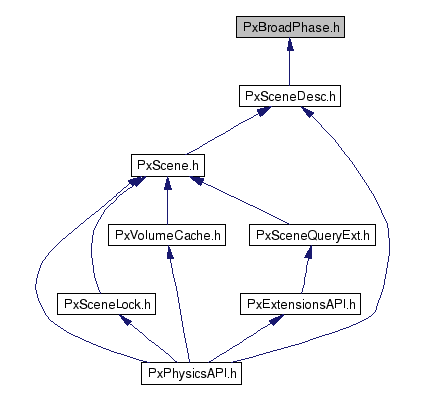 PxBroadPhase.h
PxSceneDesc.h
PxScene.h
PxVolumeCache.h
PxSceneQueryExt.h
PxSceneLock.h
PxExtensionsAPI.h
PxPhysicsAPI.h